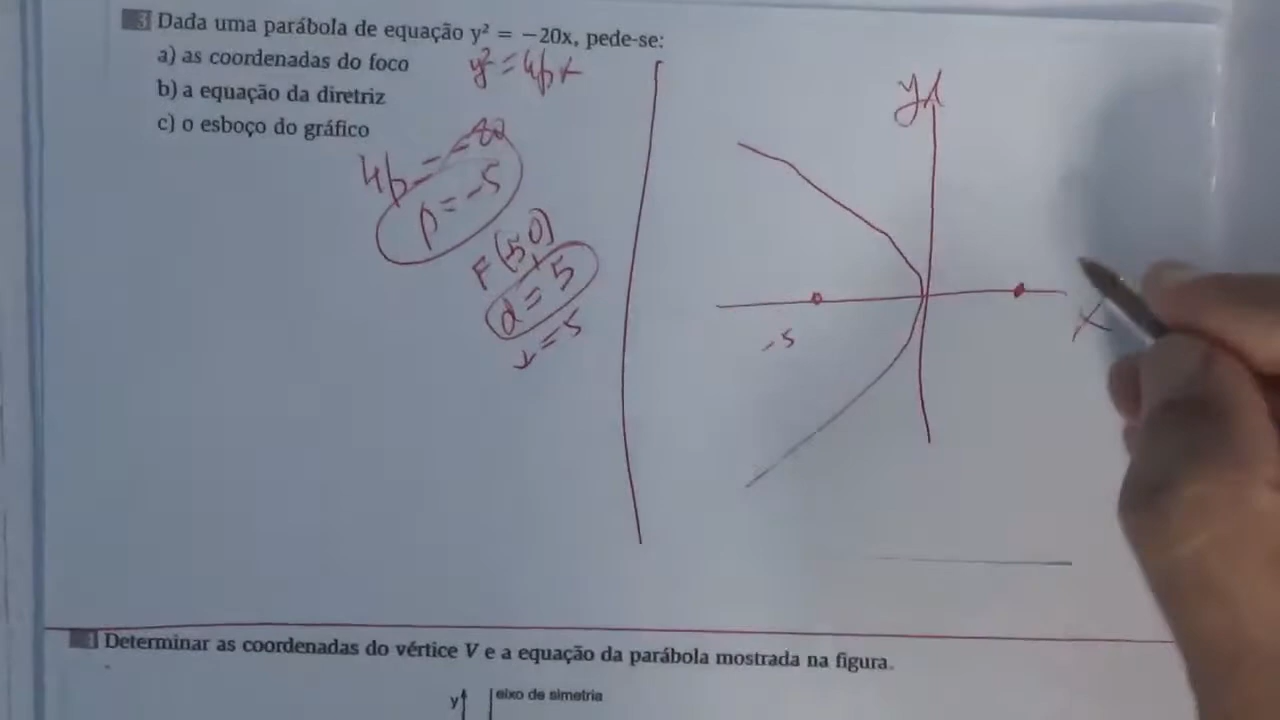 3 Dada uma parábola de equação y² = −20x, pede-se:
a) as coordenadas do foco
y² = 4px
b) a equação da diretriz
c) o esboço do gráfico
4p = -20
p = -5
F (5,0)
d = 5
x = 5
y
x
-5
Determinar as coordenadas do vértice V e a equação da parábola mostrada na figura.
y
eixo de simetria